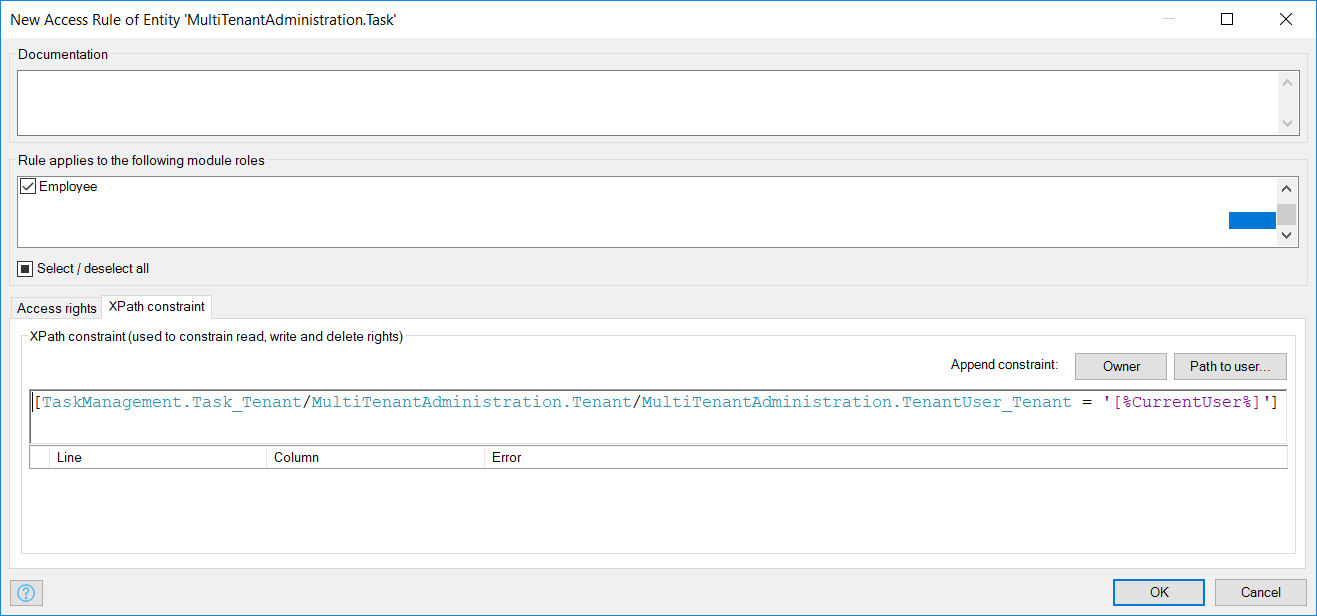 New Access Rule of Entity 'MultiTenantAdministration.Task'
Documentation
Rule applies to the following module roles
Employee
Select / deselect all
Access rights XPath constraint
XPath constraint (used to constrain read, write and delete rights)
Append constraint: Owner Path to user...
[TaskManagement.Task_Tenant/MultiTenantAdministration.Tenant/MultiTenantAdministration.TenantUser_Tenant = '[%CurrentUser%]']
Line Column Error
? OK Cancel